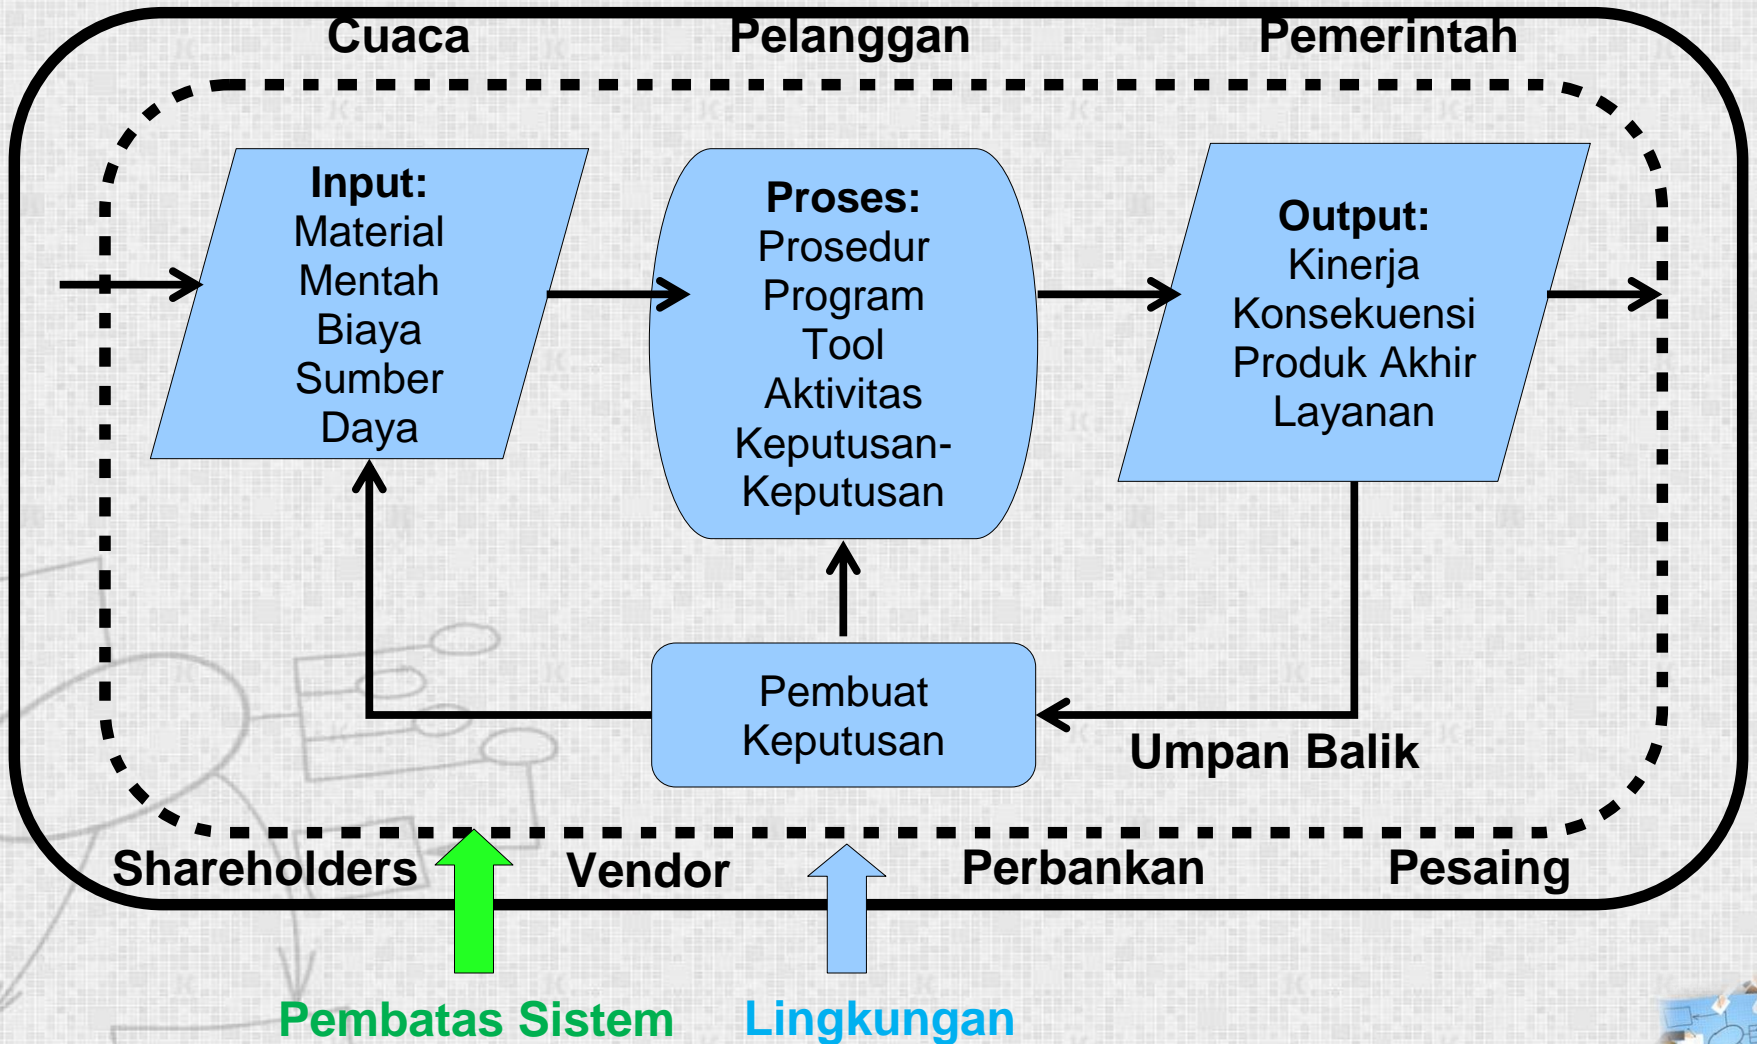 Cuaca Pelanggan Pemerintah
Input:
Material
Mentah
Biaya
Sumber
Daya
Proses:
Prosedur
Program
Tool
Aktivitas
Keputusan-
Keputusan
Output:
Kinerja
Konsekuensi
Produk Akhir
Layanan
Pembuat
Keputusan
Umpan Balik
Shareholders Vendor Perbankan Pesaing
Pembatas Sistem Lingkungan